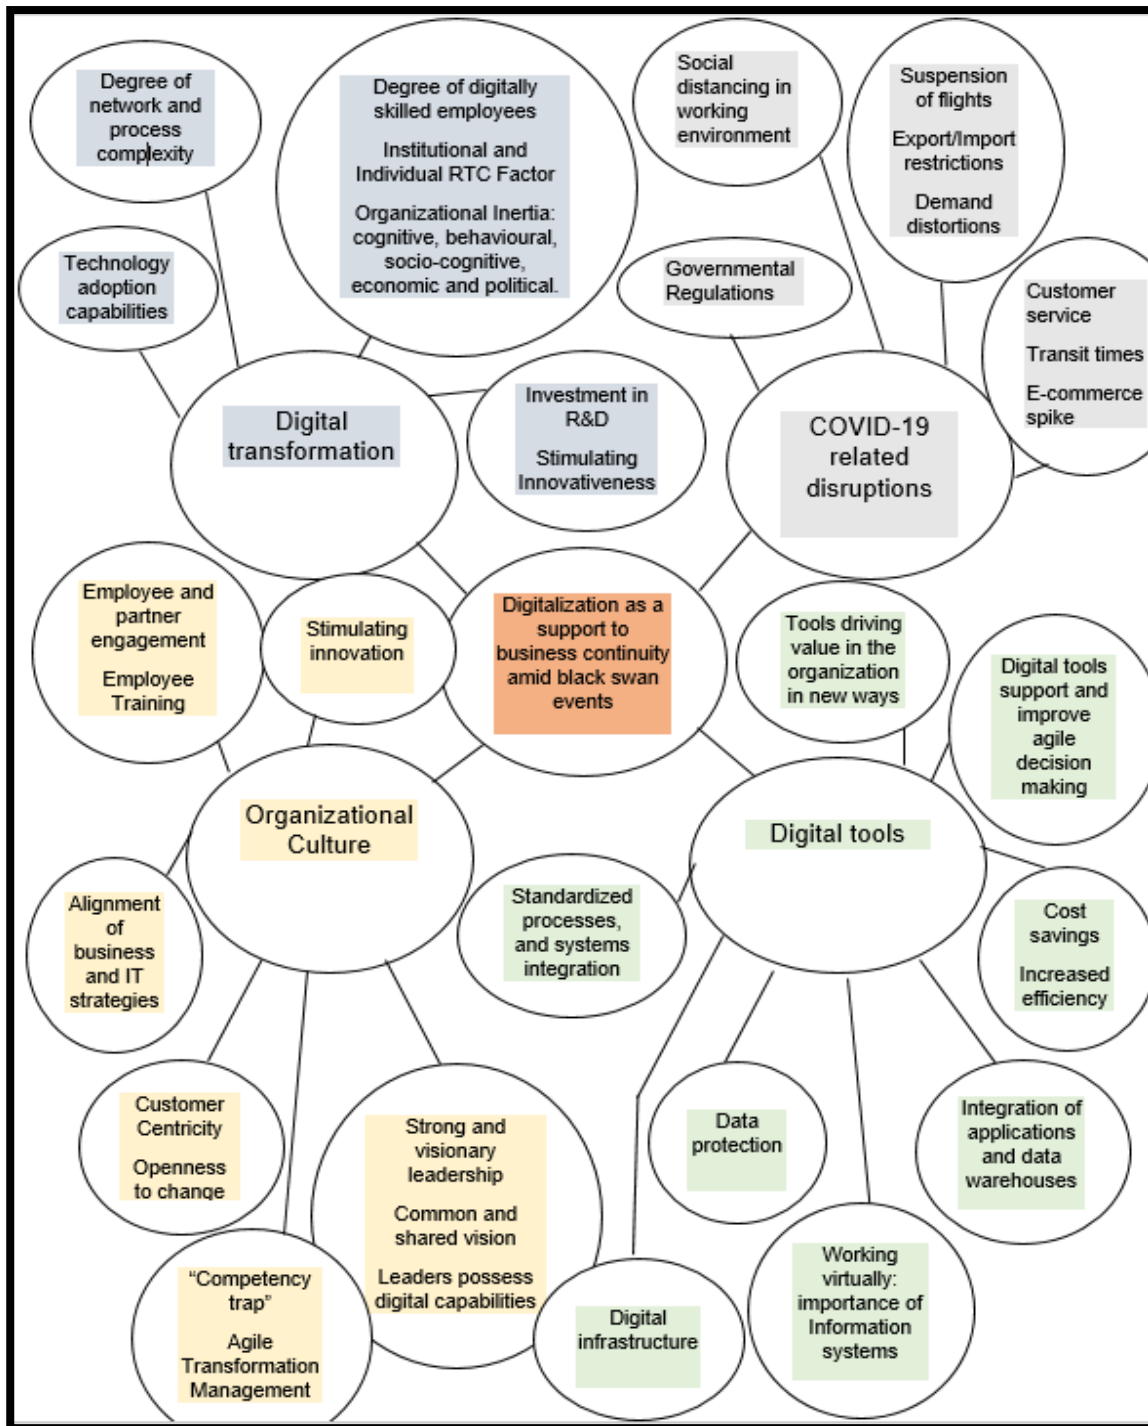 Degree of
network and
process
complexity
Degree of digitally
skilled employees
Institutional and
Individual RTC Factor
Organizational Inertia:
cognitive, behavioural,
socio-cognitive,
economic and political.
Social
distancing in
working
environment
Suspension
of flights
Export/Import
restrictions
Demand
distortions
Technology
adoption
capabilities
Governmental
Regulations
Customer
service
Transit times
E-commerce
spike
Digital
transformation
Investment in
R&D
Stimulating
Innovativeness
COVID-19
related
disruptions
Employee and
partner
engagement
Employee
Training
Stimulating
innovation
Digitalization as a
support to
business continuity
amid black swan
events
Tools driving
value in the
organization
in new ways
Digital tools
support and
improve
agile
decision
making
Organizational
Culture
Digital tools
Alignment
of
business
and IT
strategies
Standardized
processes,
and systems
integration
Cost
savings
Increased
efficiency
Customer
Centricity
Openness
to change
Strong and
visionary
leadership
Common and
shared vision
Leaders possess
digital capabilities
Data
protection
Integration of
applications
and data
warehouses
“Competency
trap”
Agile
Transformation
Management
Digital
infrastructure
Working
virtually:
importance of
Information
systems